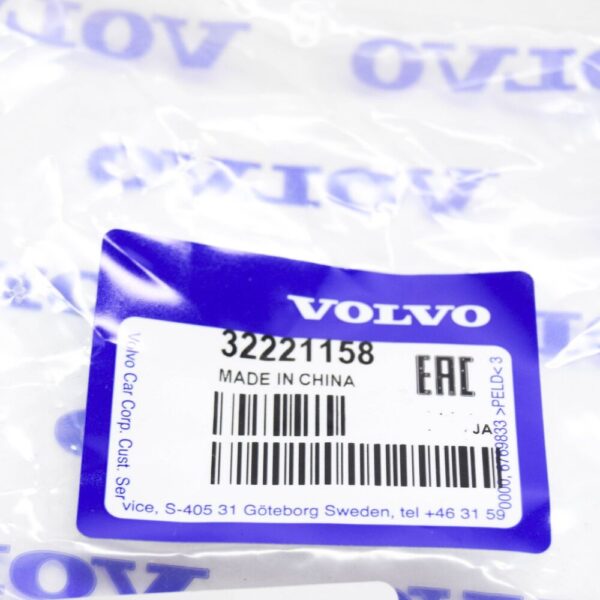 VOLVO
VOLVO
VOLVO
VOLVO
32221158
MADE IN CHINA
EAC
JA
Volvo Car Corp. Cust. Service, S-405 31 Göteborg Sweden, tel +46 31 59 0000, 6769833 >PELD< 3
VOLVO